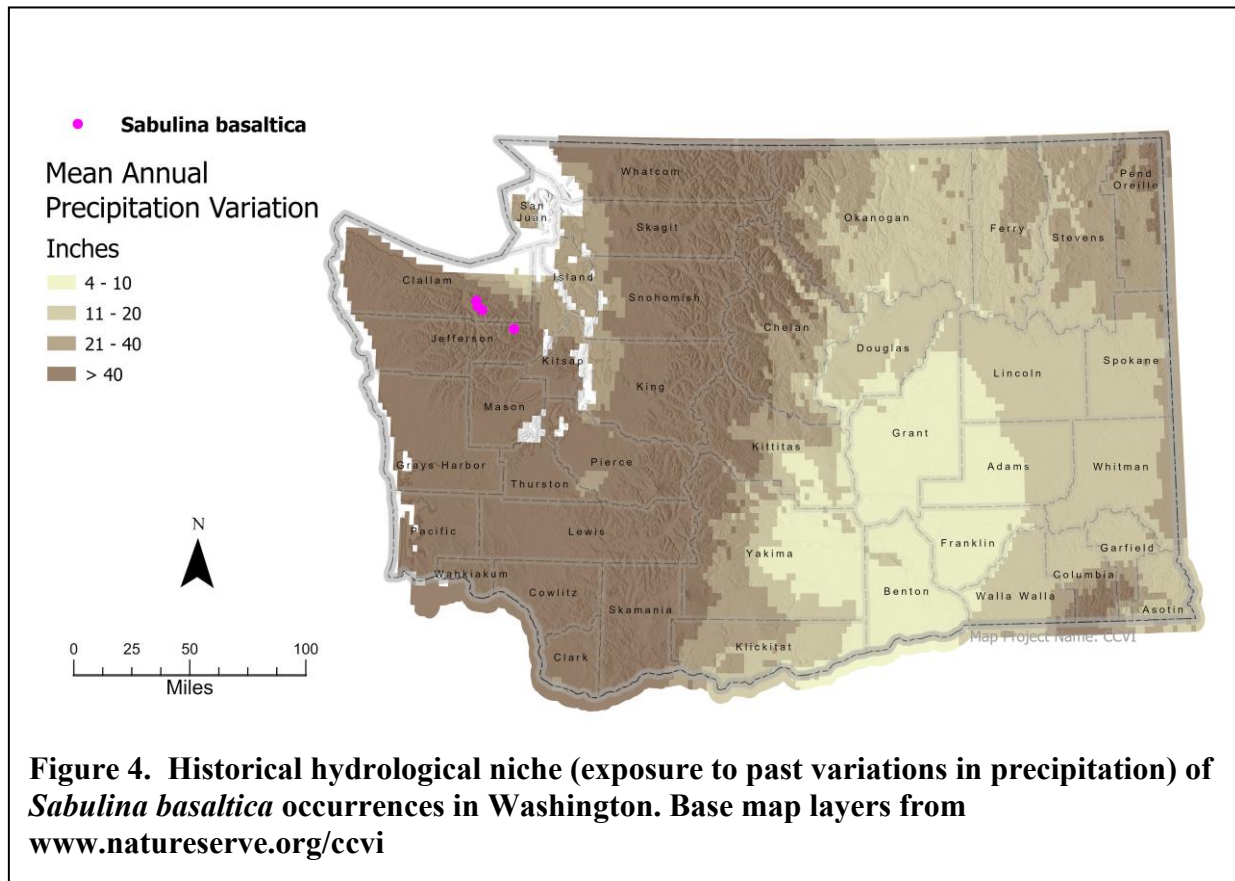 Sabulina basaltica
Mean Annual
Precipitation Variation
Inches
4 - 10
11 - 20
21 - 40
> 40
N
0 25 50 100
Miles
Whatcom
San
Juan
Skagit
Okanogan
Ferry
Stevens
Pend
Oreille
Clallam
Island
Snohomish
Chelan
Jefferson
Kitsap
Douglas
King
Lincoln
Spokane
Mason
Grant
Kittitas
Adams
Whitman
Grays Harbor
Pierce
Thurston
Pacific
Lewis
Yakima
Franklin
Garfield
Columbia
Wahkiakum
Cowlitz
Skamania
Benton
Walla Walla
Asotin
Clark
Klickitat
Map Project Name: CCVI
Figure 4. Historical hydrological niche (exposure to past variations in precipitation) of
Sabulina basaltica occurrences in Washington. Base map layers from
www.natureserve.org/ccvi